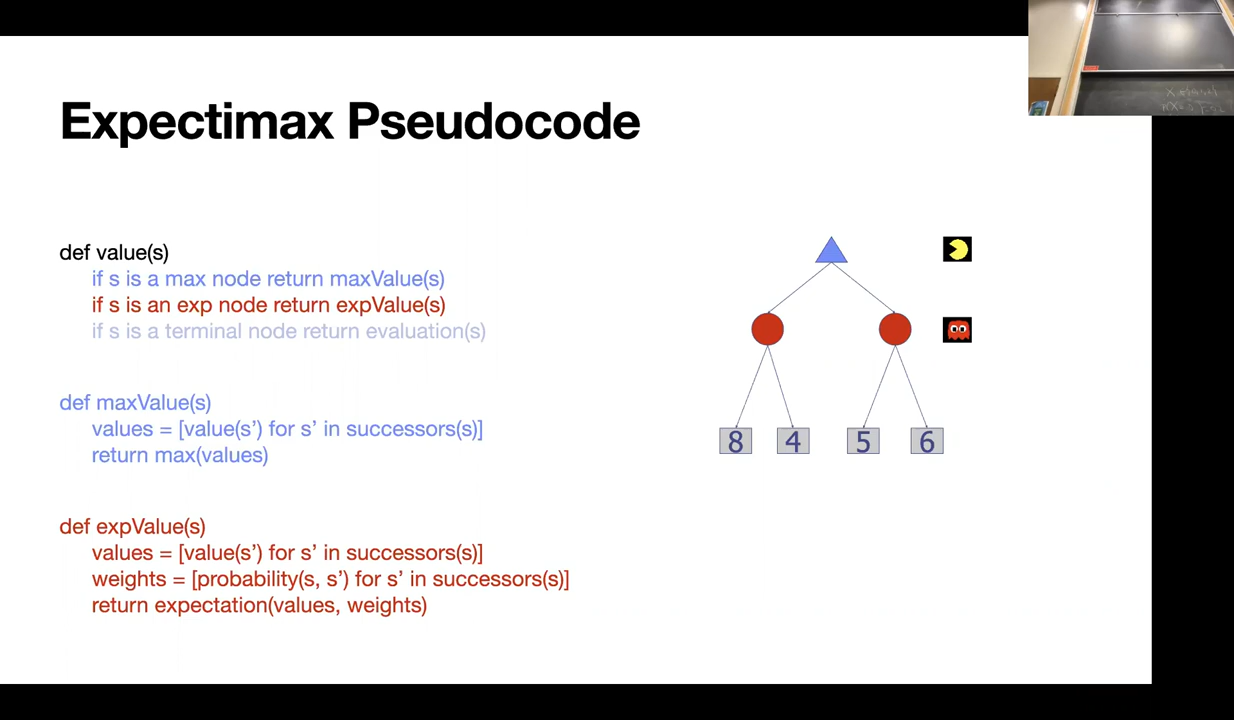 Expectimax Pseudocode
def value(s)
if s is a max node return maxValue(s)
if s is an exp node return expValue(s)
if s is a terminal node return evaluation(s)
def maxValue(s)
values = [value(s’) for s’ in successors(s)]
return max(values)
def expValue(s)
values = [value(s’) for s’ in successors(s)]
weights = [probability(s, s’) for s’ in successors(s)]
return expectation(values, weights)
8 4 5 6